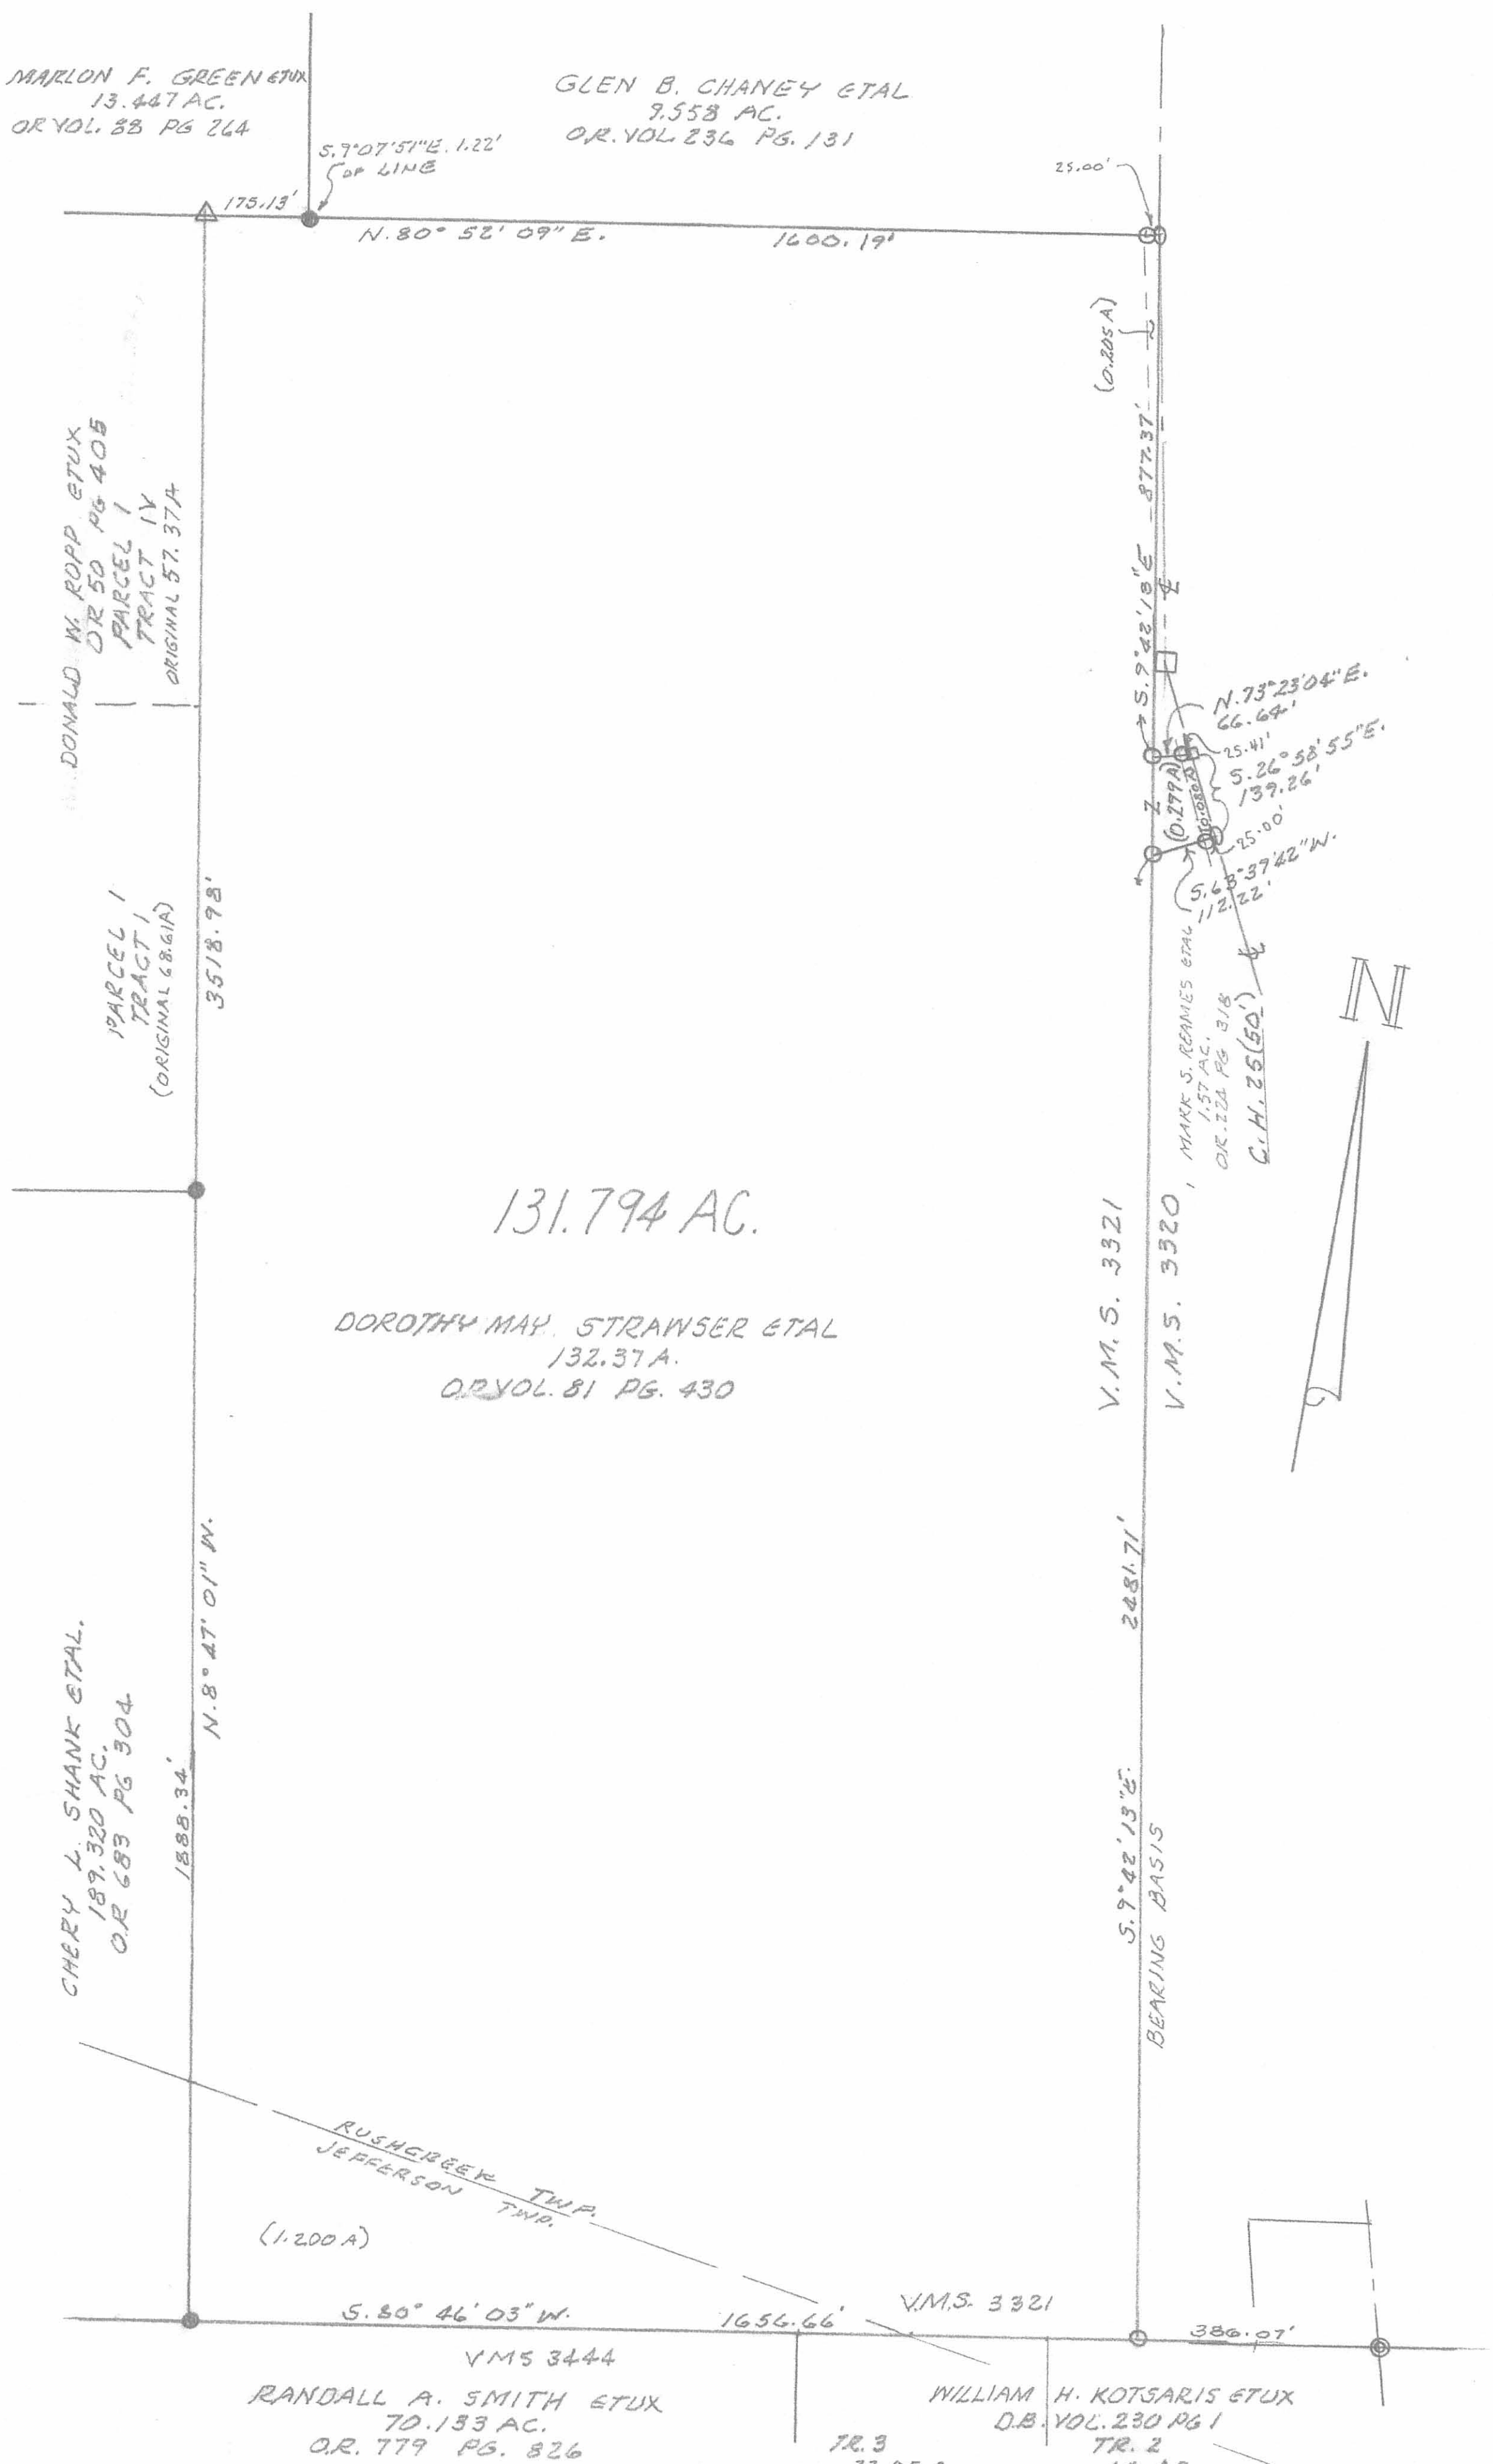 MARLON F. GREEN ETUX
13.447 AC.
OR VOL. 88 PG 264
GLEN B. CHANEY ETAL
9.558 AC.
O.R. VOL 236 PG. 131
S.9°07'51"E. 1.22'
OF LINE
25.00'
175.13'
N.80° 52' 09" E.
1600.19'
(0.205 A)
DONALD W. ROPP ETUX
OR 50 PG 405
PARCEL 1
TRACT IV
ORIGINAL 57.37A
S.9°42'13"E 877.37'
N.73°23'04"E.
66.64'
25.41'
S.26°58'55"E.
139.26'
(0.299A)
(0.080A)
25.00'
S.63°37'42"W.
112.22'
PARCEL 1
TRACT 1
(ORIGINAL 68.61A)
3518.98'
MARK S. REAMES ETAL
1.57 AC.
OR. 224 PG 318
C.H. 25(50')
N
131.794 AC.
V.M.S. 3321
V.M.S. 3320
DOROTHY MAY STRAWSER ETAL
132.37 A.
OR VOL. 81 PG. 430
N.8° 47' 01" W.
2481.71'
CHERY L. SHANK ETAL.
189.320 AC.
O.R 683 PG 304
1888.34'
S.9°42'13"E.
BEARING BASIS
RUSHCREEK TWP.
JEFFERSON TWP.
(1.200 A)
S.80° 46' 03" W.
1656.66'
V.M.S. 3321
386.07'
VMS 3444
RANDALL A. SMITH ETUX
70.133 AC.
O.R. 779 PG. 826
WILLIAM H. KOTSARIS ETUX
D.B. VOL. 230 PG 1
TR. 3
TR. 2